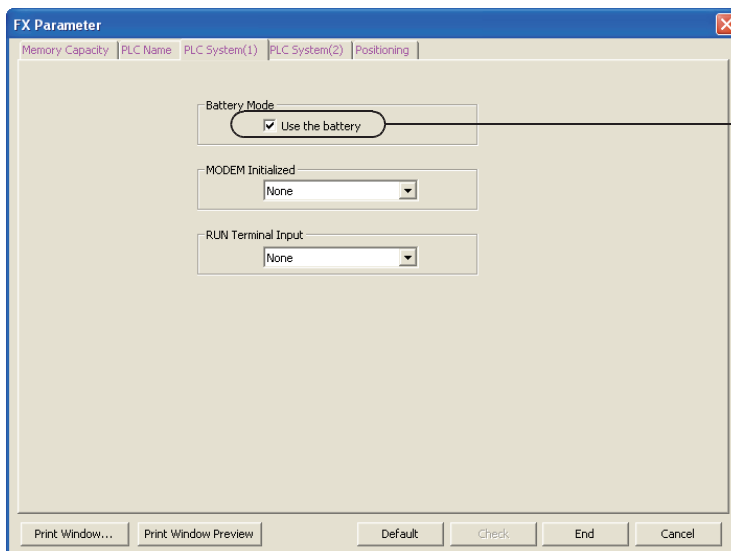 FX Parameter
Memory Capacity PLC Name PLC System(1) PLC System(2) Positioning
Battery Mode
Use the battery
MODEM Initialized
None
RUN Terminal Input
None
Print Window... Print Window Preview Default Check End Cancel